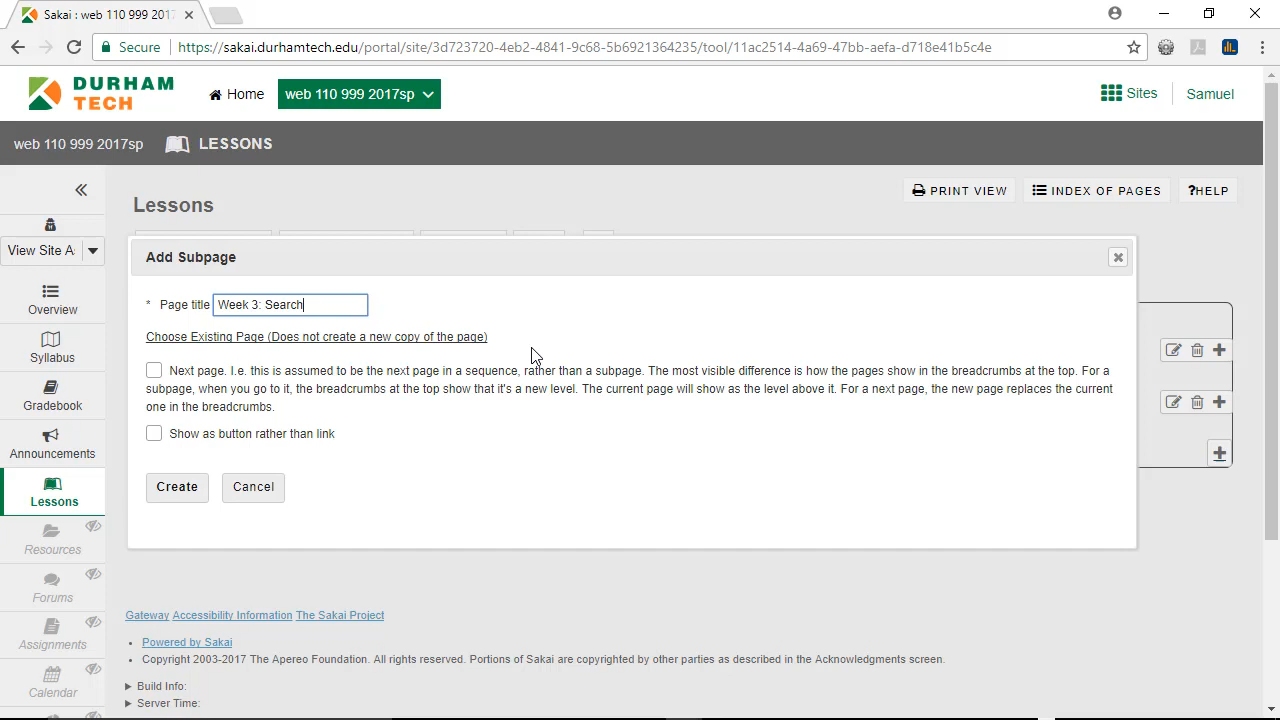 Sakai : web 110 999 2017
Secure
https://sakai.durhamtech.edu/portal/site/3d723720-4eb2-4841-9c68-5b6921364235/tool/11ac2514-4c69-47bb-aefa-d718e41b5c4e
DURHAM
TECH
Home
web 110 999 2017sp
Sites
Samuel
web 110 999 2017sp
LESSONS
PRINT VIEW
INDEX OF PAGES
?HELP
Lessons
View Site A
Overview
Syllabus
Gradebook
Announcements
Lessons
Resources
Forums
Assignments
Calendar
Add Subpage
* Page title Week 3: Search
Choose Existing Page (Does not create a new copy of the page)
Next page. I.e. this is assumed to be the next page in a sequence, rather than a subpage. The most visible difference is how the pages show in the breadcrumbs at the top. For a
subpage, when you go to it, the breadcrumbs at the top show that it's a new level. The current page will show as the level above it. For a next page, the new page replaces the current
one in the breadcrumbs.
Show as button rather than link
Create
Cancel
Gateway Accessibility Information The Sakai Project
Powered by Sakai
Copyright 2003-2017 The Apereo Foundation. All rights reserved. Portions of Sakai are copyrighted by other parties as described in the Acknowledgments screen.
Build Info:
Server Time: